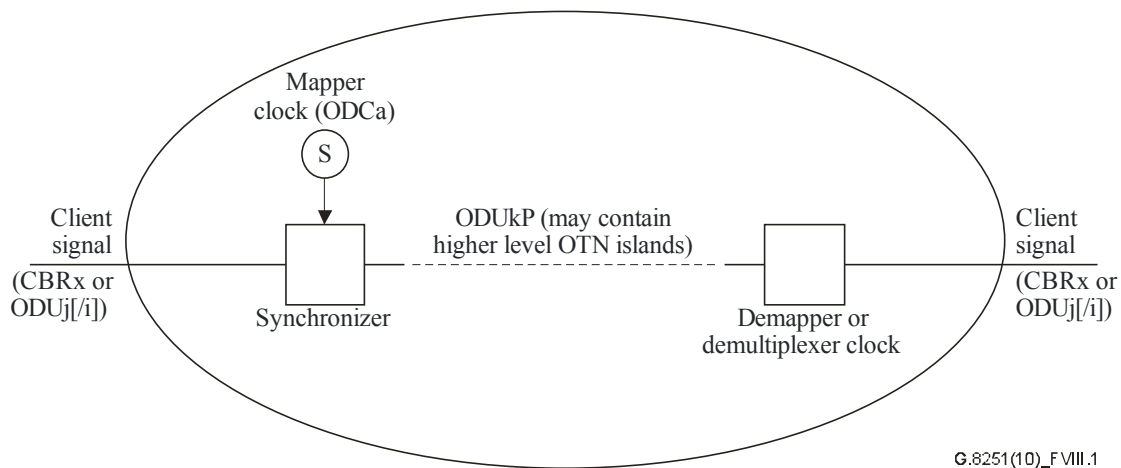 Mapper
clock (ODCa)
S
Client
signal
(CBRx or
ODUj[/i])
Synchronizer
ODUkP (may contain
higher level OTN islands)
Demapper or
demultiplexer clock
Client
signal
(CBRx or
ODUj[/i])
G.8251(10)_FVIII.1